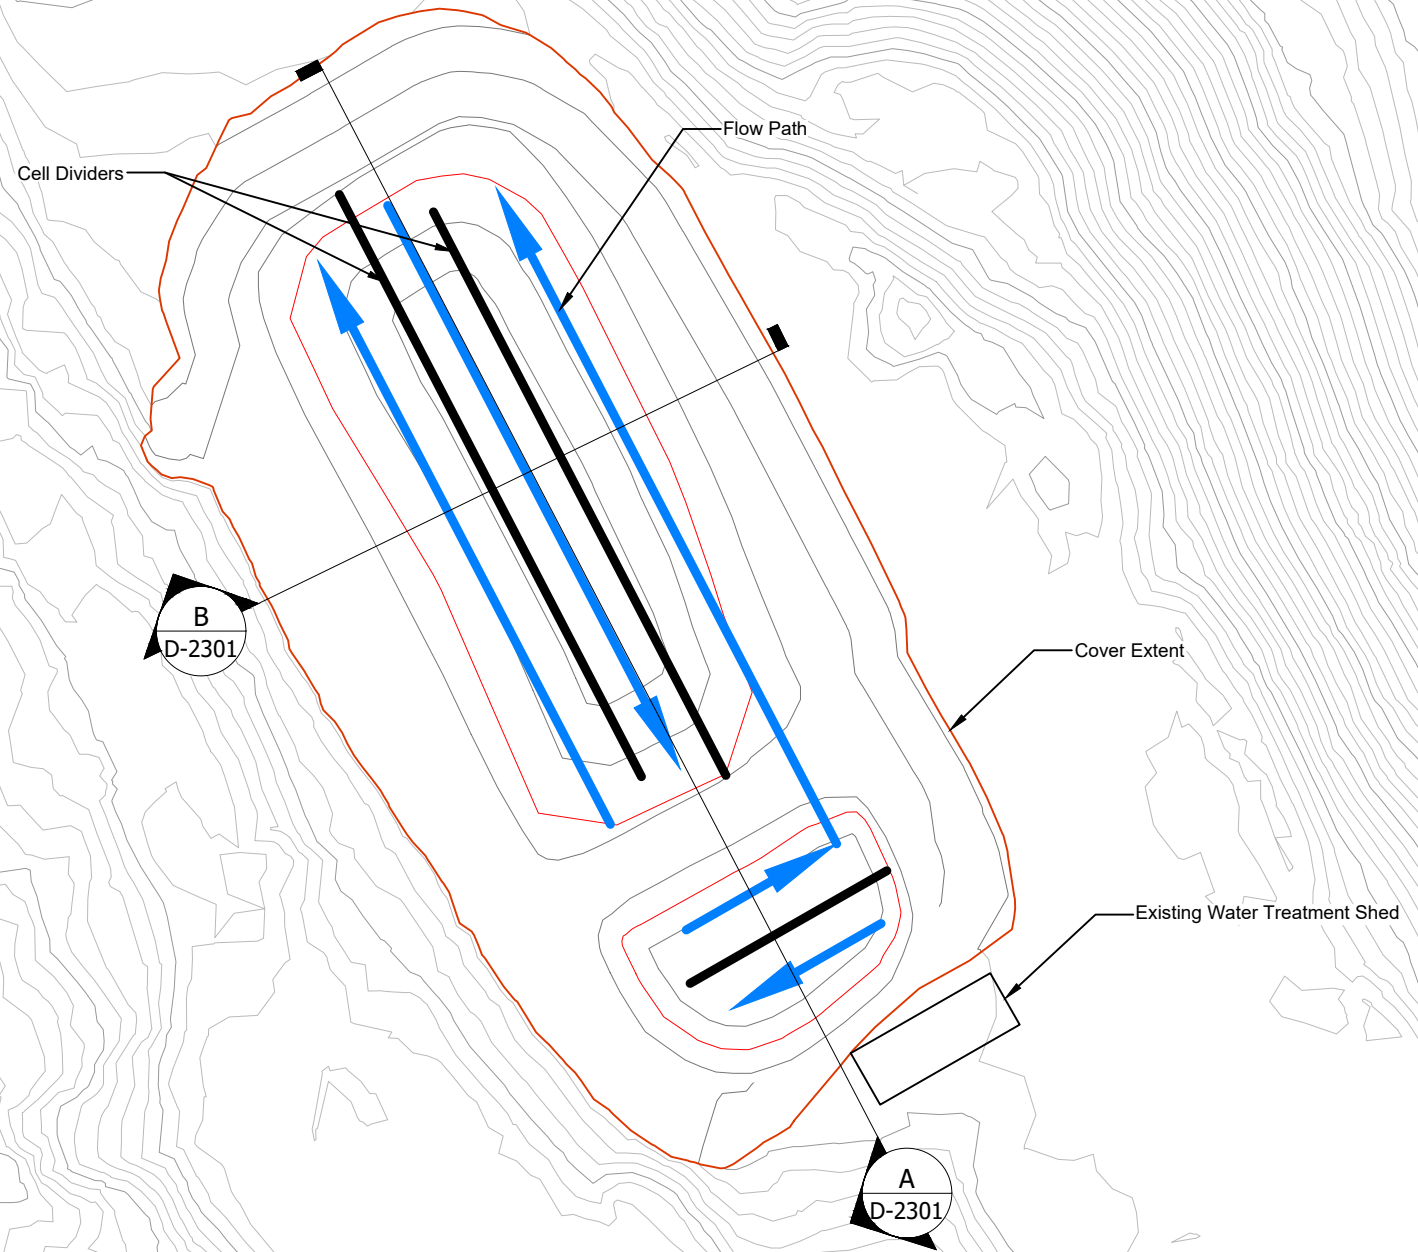 Flow Path
Cell Dividers
B
D-2301
Cover Extent
Existing Water Treatment Shed
A
D-2301